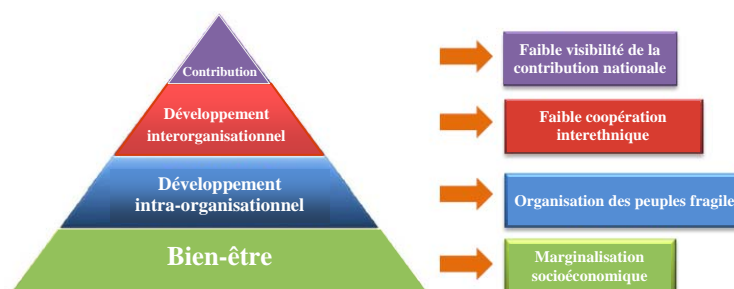 Contribution
Faible visibilité de la
contribution nationale
Développement
interorganisationnel
Faible coopération
interethnique
Développement
intra-organisationnel
Organisation des peuples fragile
Bien-être
Marginalisation
socioéconomique